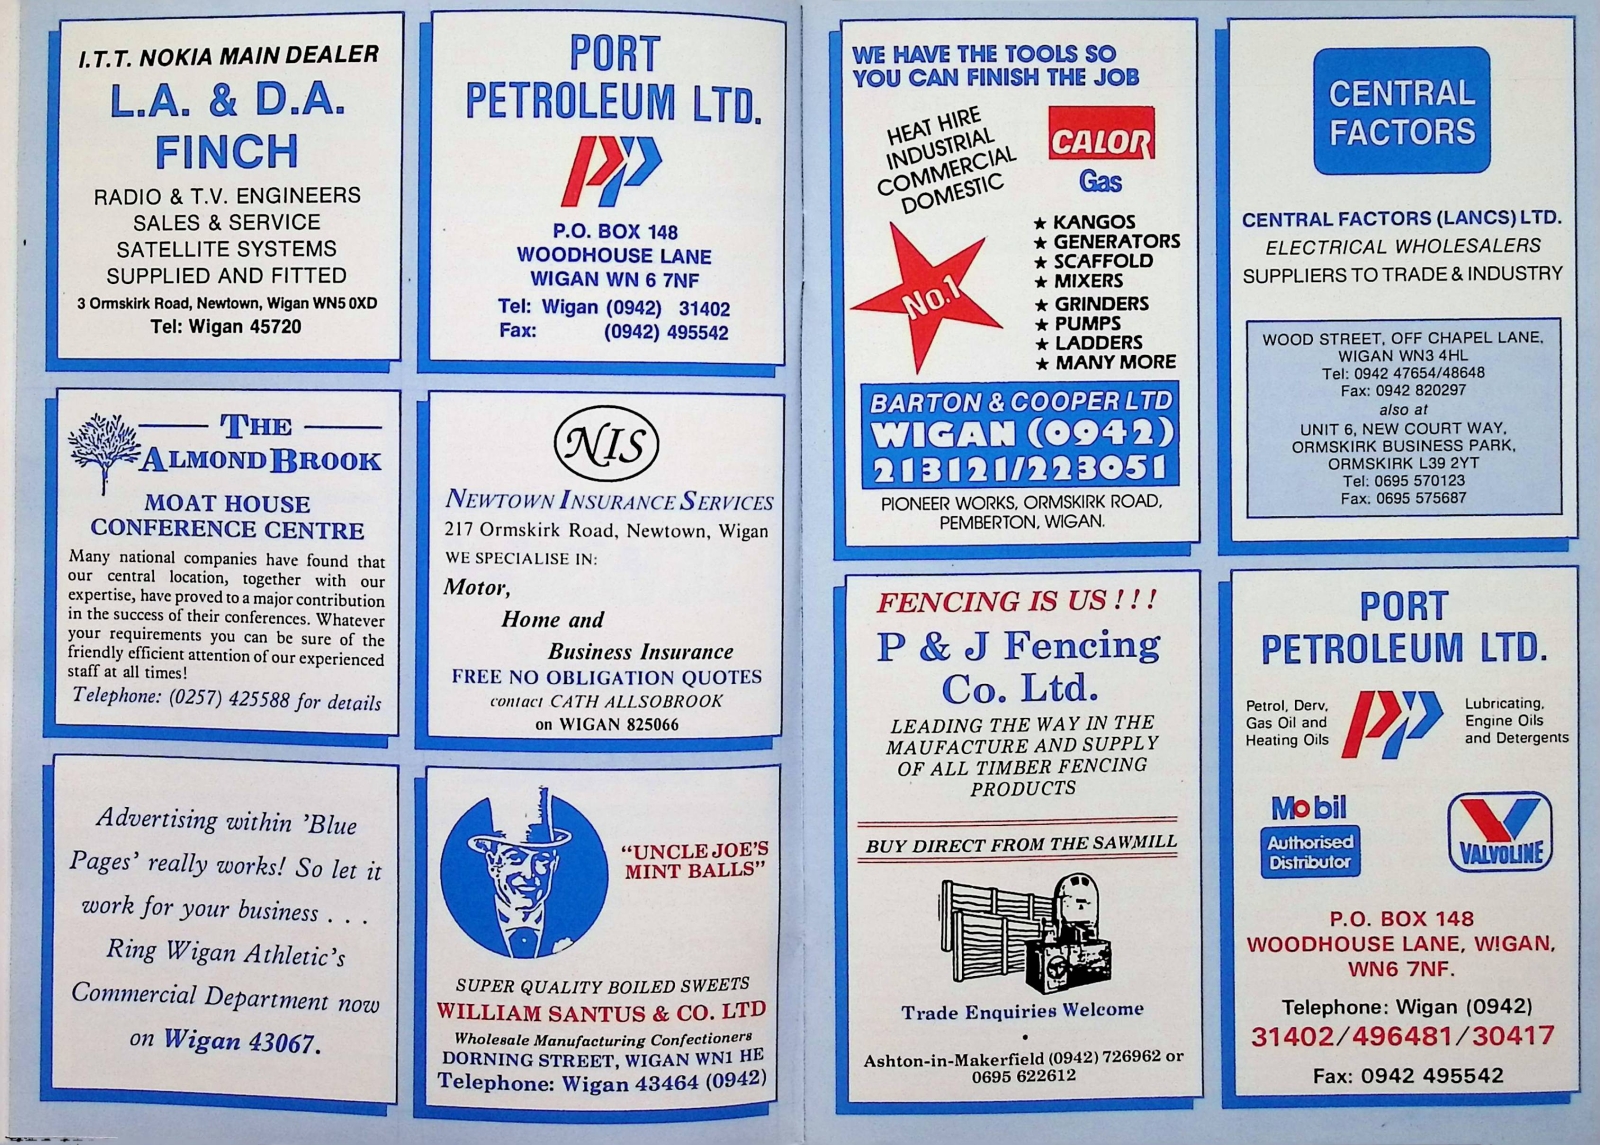 I.T.T. NOKIA MAIN DEALER
L.A. & D.A.
FINCH
RADIO & T.V. ENGINEERS
SALES & SERVICE
SATELLITE SYSTEMS
SUPPLIED AND FITTED
3 Ormskirk Road, Newtown, Wigan WN5 0XD
Tel: Wigan 45720
PORT
PETROLEUM LTD.
PP
P.O. BOX 148
WOODHOUSE LANE
WIGAN WN 6 7NF
Tel: Wigan (0942) 31402
Fax: (0942) 495542
THE
ALMOND BROOK
MOAT HOUSE
CONFERENCE CENTRE
Many national companies have found that
our central location, together with our
expertise, have proved to a major contribution
in the success of their conferences. Whatever
your requirements you can be sure of the
friendly efficient attention of our experienced
staff at all times!
Telephone: (0257) 425588 for details
NIS
NEWTOWN INSURANCE SERVICES
217 Ormskirk Road, Newtown, Wigan
WE SPECIALISE IN:
Motor,
Home and
Business Insurance
FREE NO OBLIGATION QUOTES
contact CATH ALLSOBROOK
on WIGAN 825066
Advertising within 'Blue
Pages' really works! So let it
work for your business . . .
Ring Wigan Athletic's
Commercial Department now
on Wigan 43067.
"UNCLE JOE'S
MINT BALLS"
SUPER QUALITY BOILED SWEETS
WILLIAM SANTUS & CO. LTD
Wholesale Manufacturing Confectioners
DORNING STREET, WIGAN WN1 HE
Telephone: Wigan 43464 (0942)
WE HAVE THE TOOLS SO
YOU CAN FINISH THE JOB
HEAT HIRE
INDUSTRIAL
COMMERCIAL
DOMESTIC
CALOR
Gas
No.1
★ KANGOS
★ GENERATORS
★ SCAFFOLD
★ MIXERS
★ GRINDERS
★ PUMPS
★ LADDERS
★ MANY MORE
BARTON & COOPER LTD
WIGAN (0942)
213121/223051
PIONEER WORKS, ORMSKIRK ROAD,
PEMBERTON, WIGAN.
CENTRAL
FACTORS
CENTRAL FACTORS (LANCS) LTD.
ELECTRICAL WHOLESALERS
SUPPLIERS TO TRADE & INDUSTRY
WOOD STREET, OFF CHAPEL LANE,
WIGAN WN3 4HL
Tel: 0942 47654/48648
Fax: 0942 820297
also at
UNIT 6, NEW COURT WAY,
ORMSKIRK BUSINESS PARK,
ORMSKIRK L39 2YT
Tel: 0695 570123
Fax: 0695 575687
FENCING IS US ! ! !
P & J Fencing
Co. Ltd.
LEADING THE WAY IN THE
MAUFACTURE AND SUPPLY
OF ALL TIMBER FENCING
PRODUCTS
BUY DIRECT FROM THE SAWMILL
Trade Enquiries Welcome
•
Ashton-in-Makerfield (0942) 726962 or
0695 622612
PORT
PETROLEUM LTD.
Petrol, Derv,
Gas Oil and
Heating Oils
PP
Lubricating,
Engine Oils
and Detergents
Mobil
Authorised
Distributor
VALVOLINE
P.O. BOX 148
WOODHOUSE LANE, WIGAN,
WN6 7NF.
Telephone: Wigan (0942)
31402/496481/30417
Fax: 0942 495542